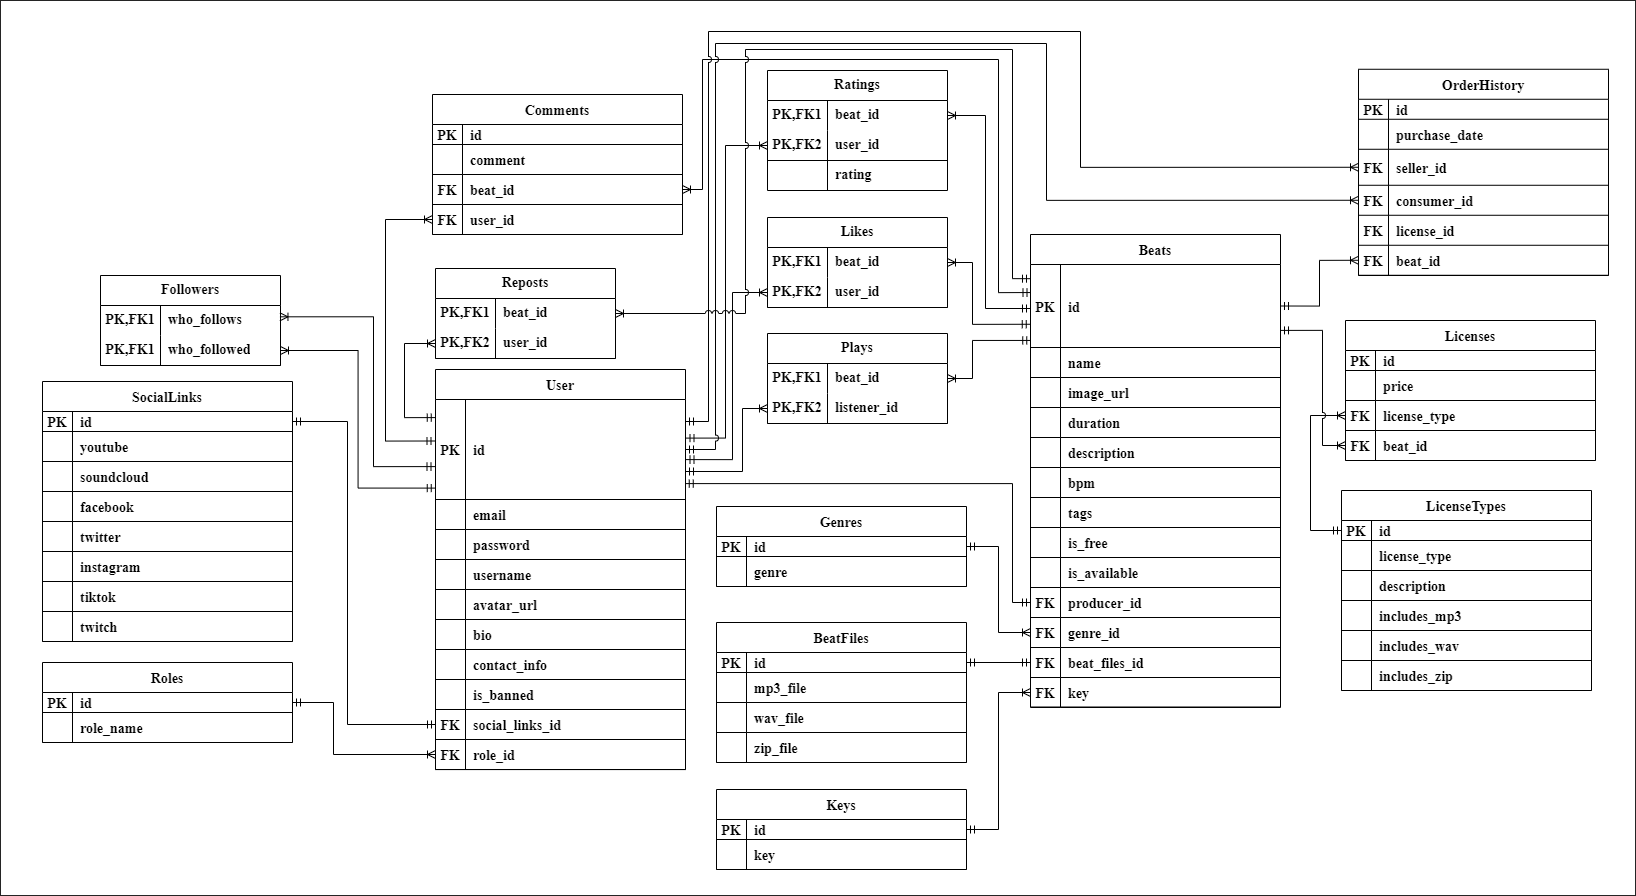 Comments
PK id
comment
FK beat_id
FK user_id
Ratings
PK,FK1 beat_id
PK,FK2 user_id
rating
OrderHistory
PK id
purchase_date
FK seller_id
FK consumer_id
FK license_id
FK beat_id
Likes
PK,FK1 beat_id
PK,FK2 user_id
Beats
PK id
name
image_url
duration
description
bpm
tags
is_free
is_available
FK producer_id
FK genre_id
FK beat_files_id
FK key
Followers
PK,FK1 who_follows
PK,FK1 who_followed
Reposts
PK,FK1 beat_id
PK,FK2 user_id
Plays
PK,FK1 beat_id
PK,FK2 listener_id
Licenses
PK id
price
FK license_type
FK beat_id
SocialLinks
PK id
youtube
soundcloud
facebook
twitter
instagram
tiktok
twitch
User
PK id
email
password
username
avatar_url
bio
contact_info
is_banned
FK social_links_id
FK role_id
Genres
PK id
genre
LicenseTypes
PK id
license_type
description
includes_mp3
includes_wav
includes_zip
BeatFiles
PK id
mp3_file
wav_file
zip_file
Roles
PK id
role_name
Keys
PK id
key